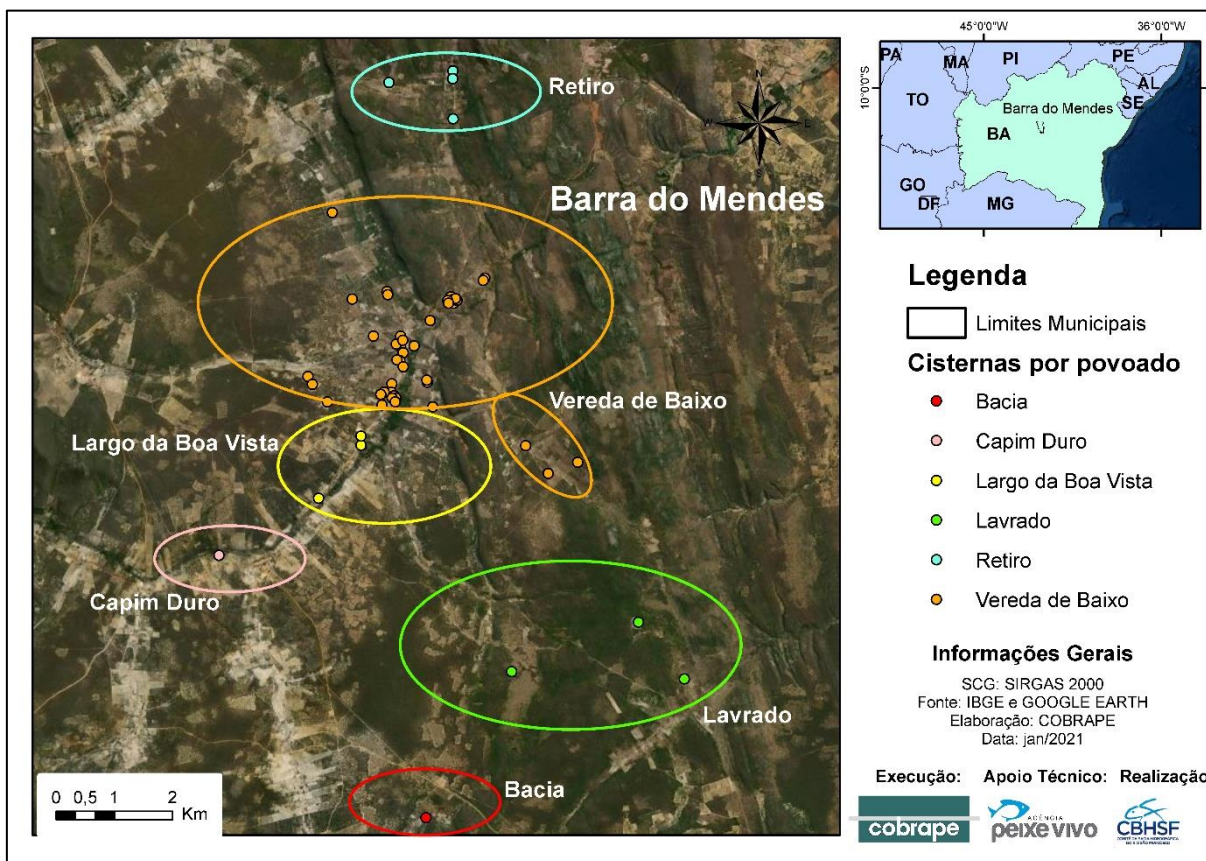 Retiro
Barra do Mendes
Vereda de Baixo
Largo da Boa Vista
Capim Duro
Lavrado
Bacia
N
W
E
S
0 0,5 1 2
Km
45°0'0"W 36°0'0"W
10°0'0"S
PA
MA
PI
PE
AL
SE
TO
Barra do Mendes
BA
GO
DF
MG
Legenda
Limites Municipais
Cisternas por povoado
Bacia
Capim Duro
Largo da Boa Vista
Lavrado
Retiro
Vereda de Baixo
Informações Gerais
SCG: SIRGAS 2000
Fonte: IBGE e GOOGLE EARTH
Elaboração: COBRAPE
Data: jan/2021
Execução: Apoio Técnico: Realização
cobrape
AGÊNCIA
peixe vivo
CBHSF